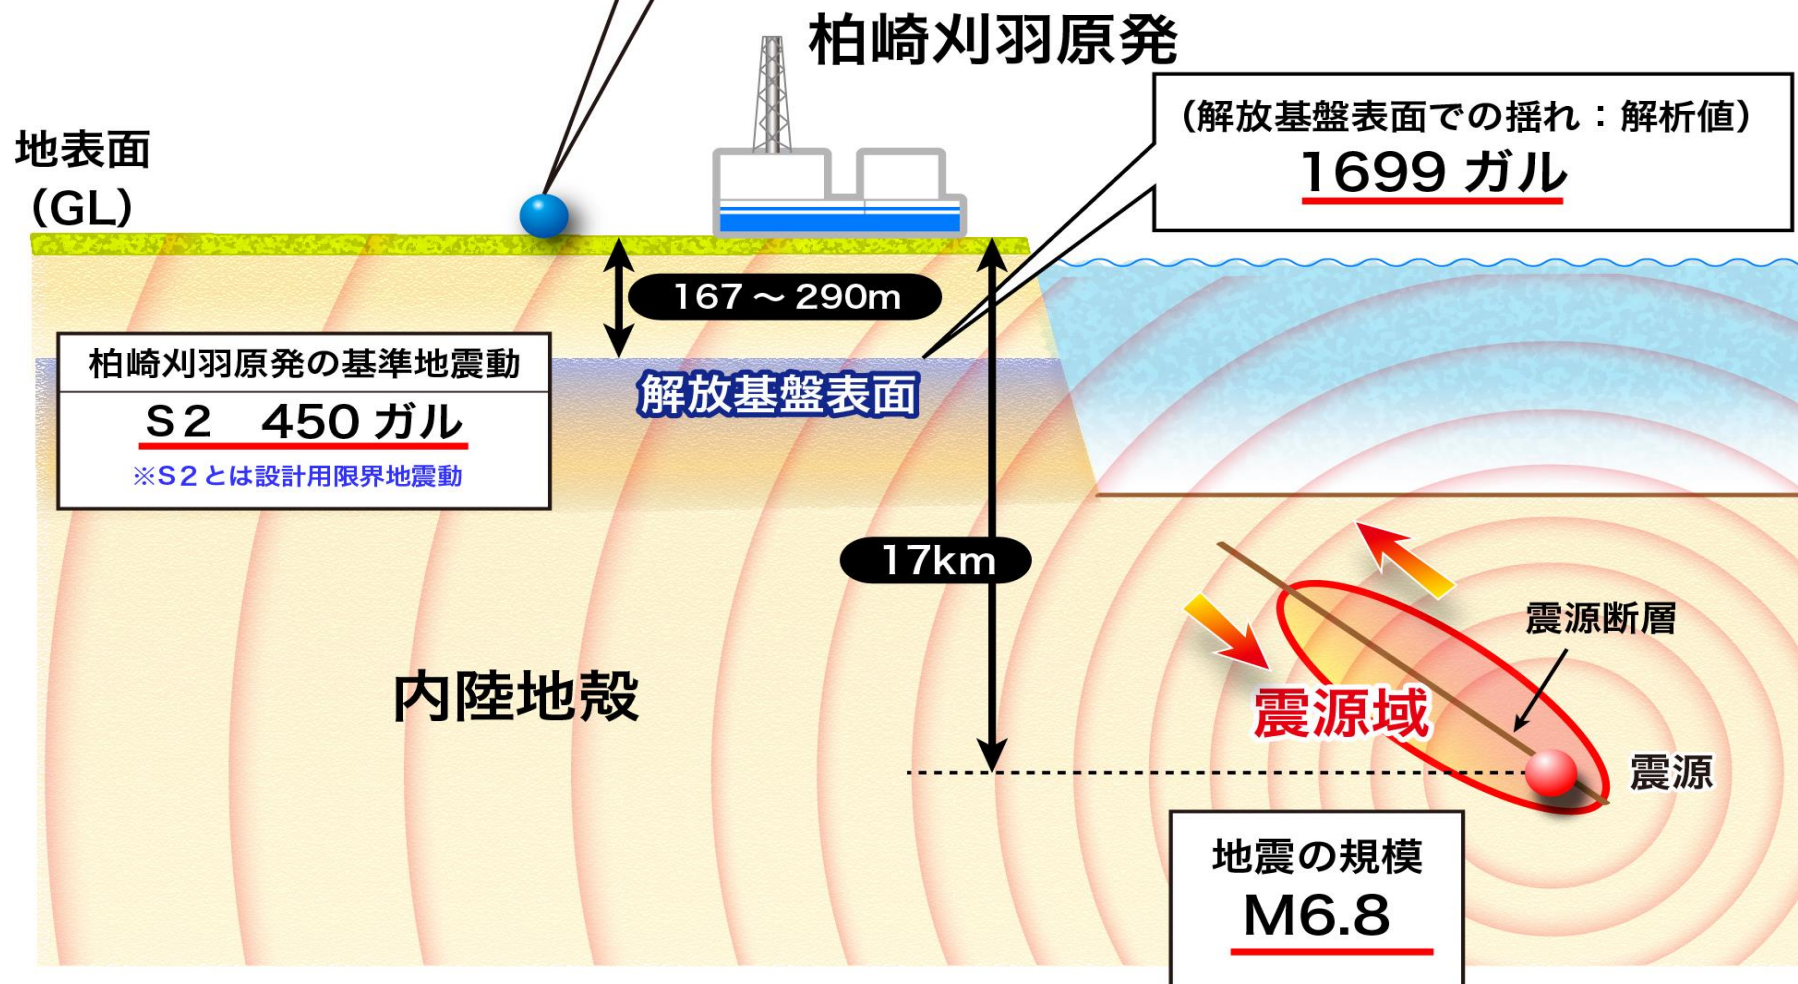 柏崎刈羽原発
(解放基盤表面での揺れ：解析値)
1699 ガル
地表面
(GL)
167 〜 290m
柏崎刈羽原発の基準地震動
S2　450 ガル
※S2とは設計用限界地震動
解放基盤表面
17km
内陸地殻
震源断層
震源域
震源
地震の規模
M6.8